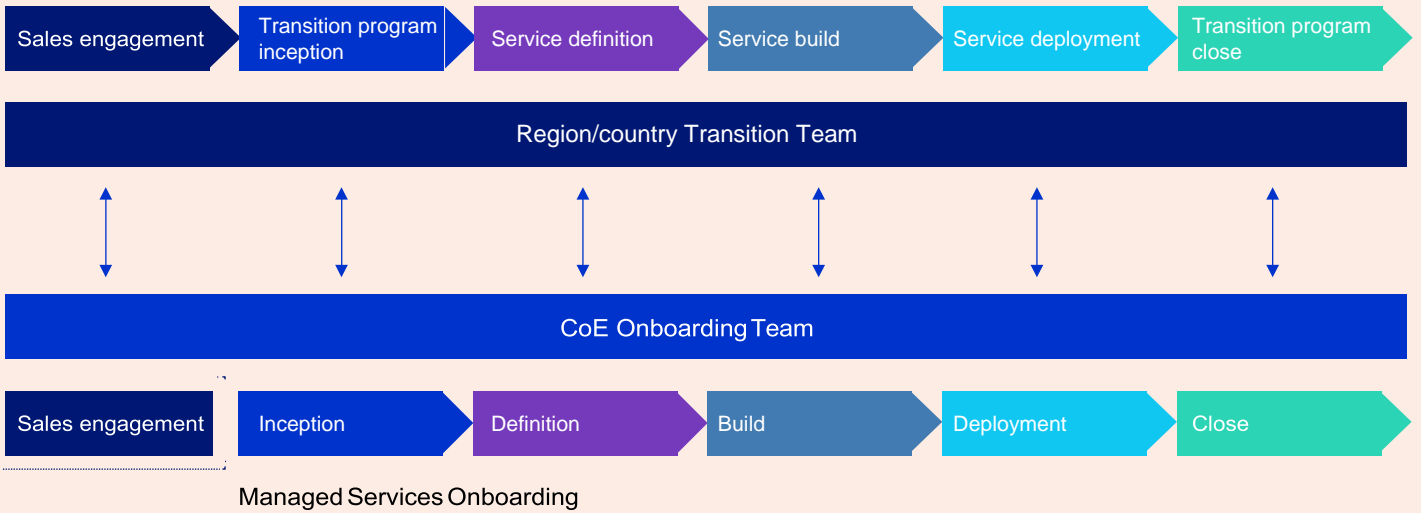 Sales engagement
Transition program
inception
Service definition
Service build
Service deployment
Transition program
close
Region/country Transition Team
CoE Onboarding Team
Sales engagement
Inception
Definition
Build
Deployment
Close
Managed Services Onboarding